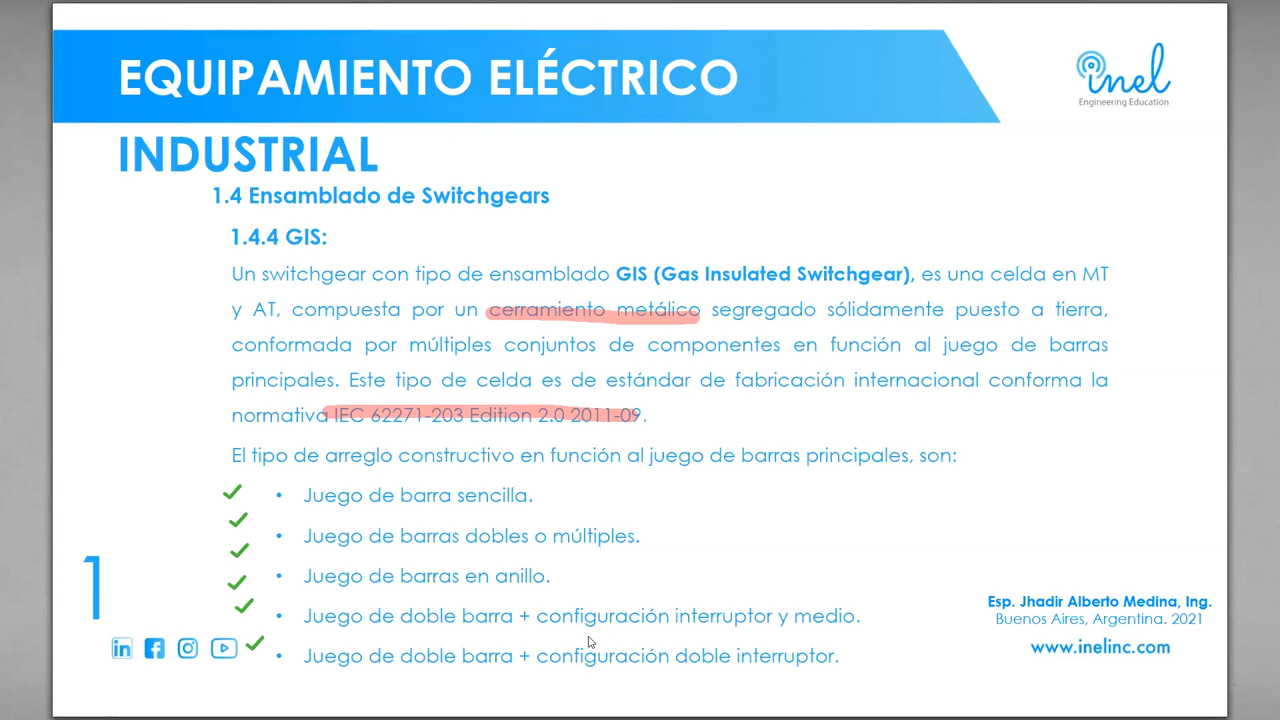 EQUIPAMIENTO ELÉCTRICO
inel
Engineering Education
INDUSTRIAL
1.4 Ensamblado de Switchgears
1.4.4 GIS:
Un switchgear con tipo de ensamblado GIS (Gas Insulated Switchgear), es una celda en MT
y AT, compuesta por un cerramiento metálico segregado sólidamente puesto a tierra,
conformada por múltiples conjuntos de componentes en función al juego de barras
principales. Este tipo de celda es de estándar de fabricación internacional conforma la
normativa IEC 62271-203 Edition 2.0 2011-09.
El tipo de arreglo constructivo en función al juego de barras principales, son:
• Juego de barra sencilla.
• Juego de barras dobles o múltiples.
• Juego de barras en anillo.
• Juego de doble barra + configuración interruptor y medio.
• Juego de doble barra + configuración doble interruptor.
1
Esp. Jhadir Alberto Medina, Ing.
Buenos Aires, Argentina. 2021
www.inelinc.com